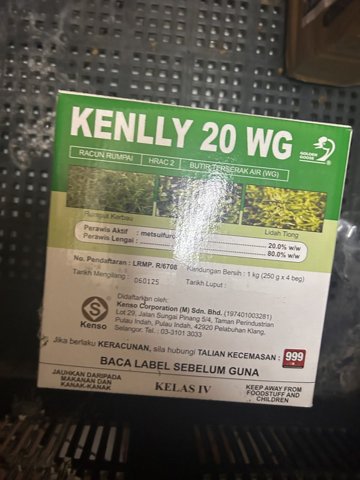 KENLLY 20 WG
GOLDEN GOOSE
RACUN RUMPAI HRAC 2 BUTIR TERSERAK AIR (WG)
Rumput Kerbau Lidah Tiong
Perawis Aktif : metsulfuron 20.0% w/w
Perawis Lengai : 80.0% w/w
No. Pendaftaran : LRMP. R/6708 Kandungan Bersih : 1 kg (250 g x 4 beg)
Tarikh Mengilang : 060125 Tarikh Luput :
Didaftarkan oleh:
Kenso Corporation (M) Sdn. Bhd. (197401003281)
Lot 29, Jalan Sungai Pinang 5/4, Taman Perindustrian
Pulau Indah, Pulau Indah, 42920 Pelabuhan Klang,
Selangor. Tel. : 03-3101 3033
S
Kenso
Jika berlaku KERACUNAN, sila hubungi TALIAN KECEMASAN : 999
BACA LABEL SEBELUM GUNA
JAUHKAN DARIPADA
MAKANAN DAN
KANAK-KANAK
KELAS IV
KEEP AWAY FROM
FOODSTUFF AND
CHILDREN